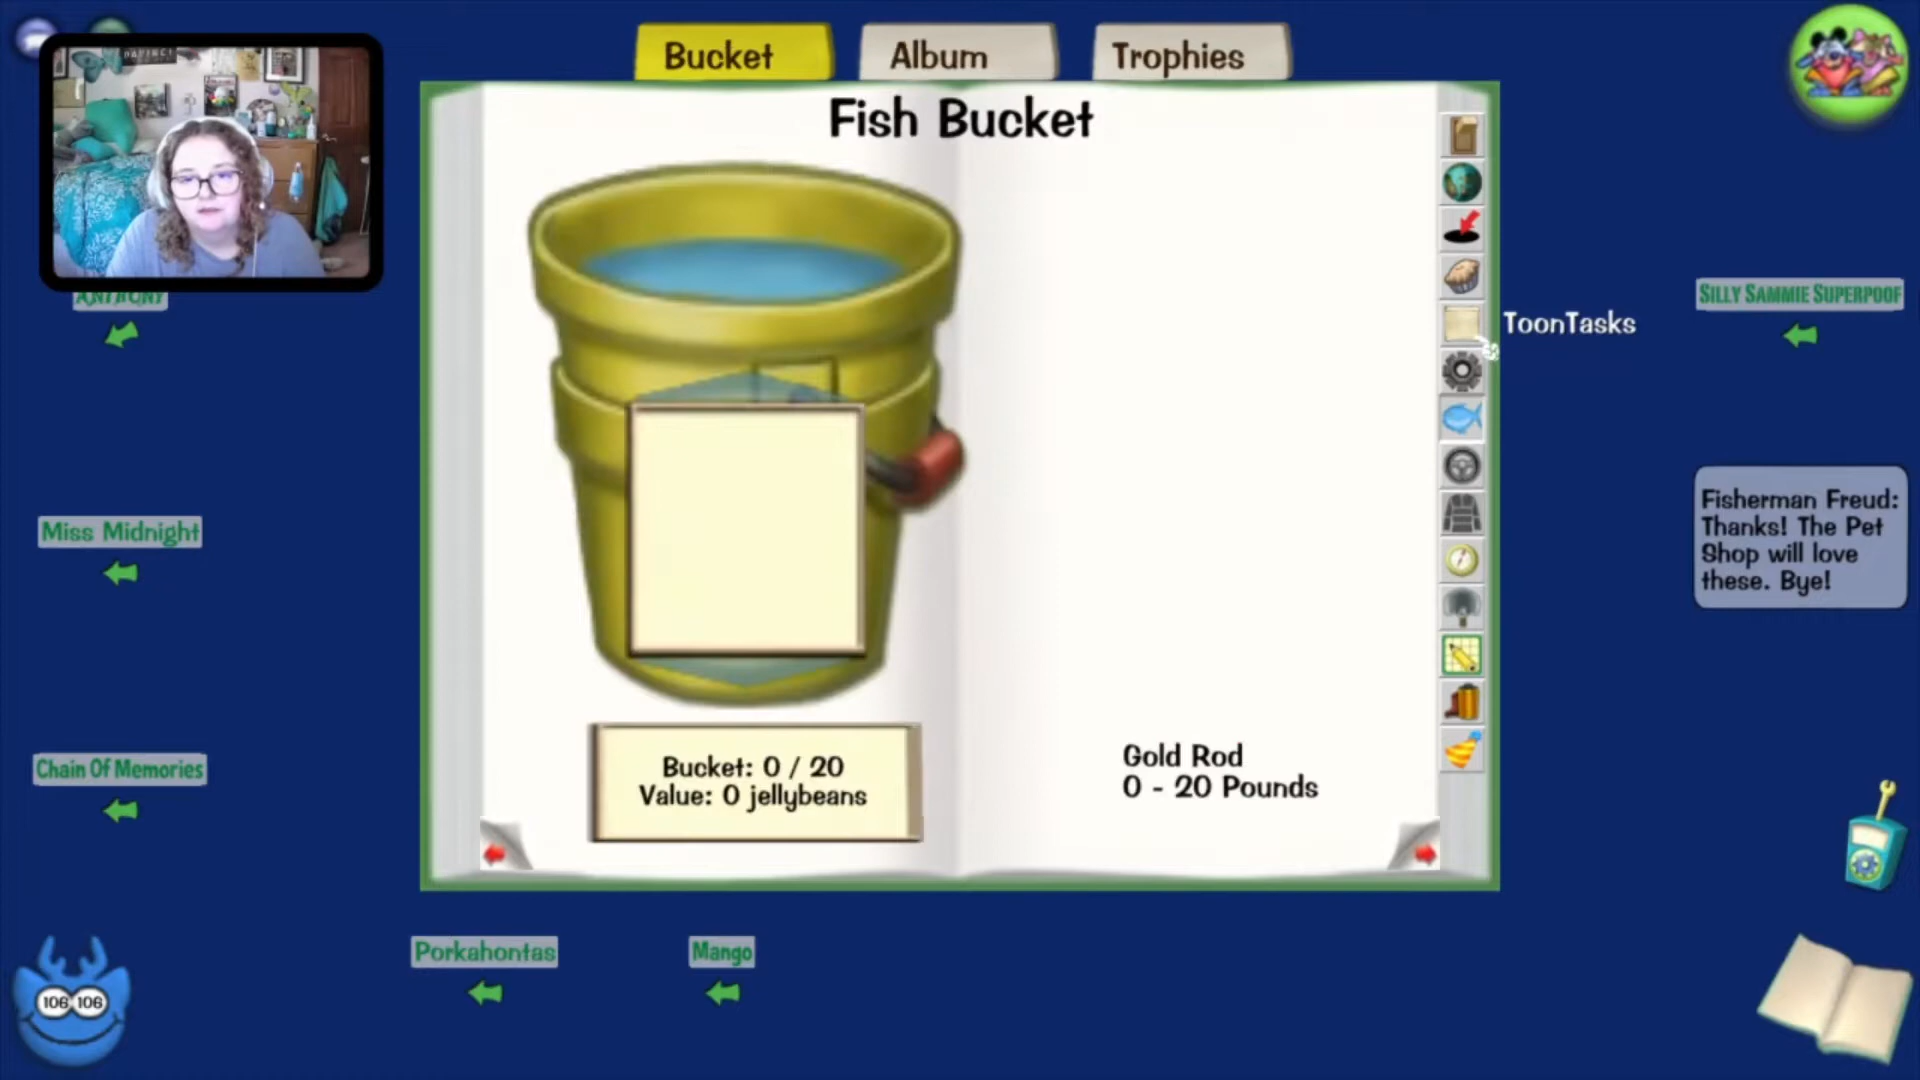 Bucket
Album
Trophies
Fish Bucket
ANTHONY
SILLY SAMMIE SUPERPOOF
ToonTasks
Fisherman Freud:
Thanks! The Pet
Shop will love
these. Bye!
Miss Midnight
Chain Of Memories
Bucket: 0 / 20
Value: 0 jellybeans
Gold Rod
0 - 20 Pounds
Porkahontas
Mango
106 106